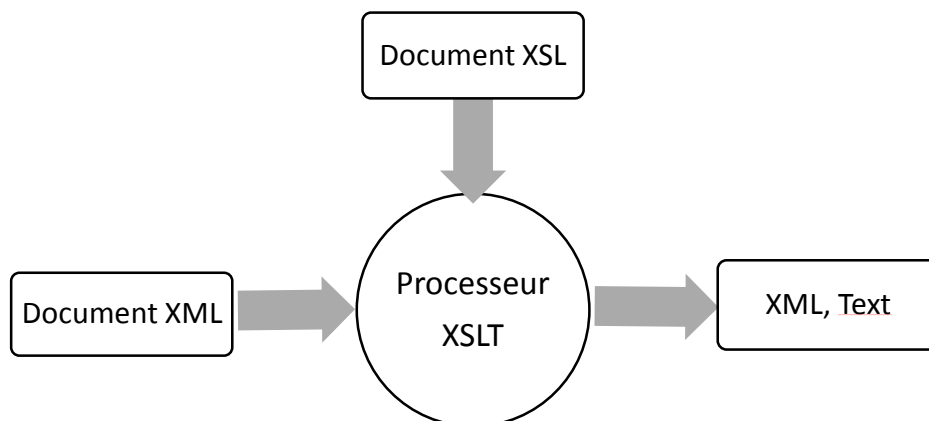 Document XSL
Document XML
Processeur
XSLT
XML, Text